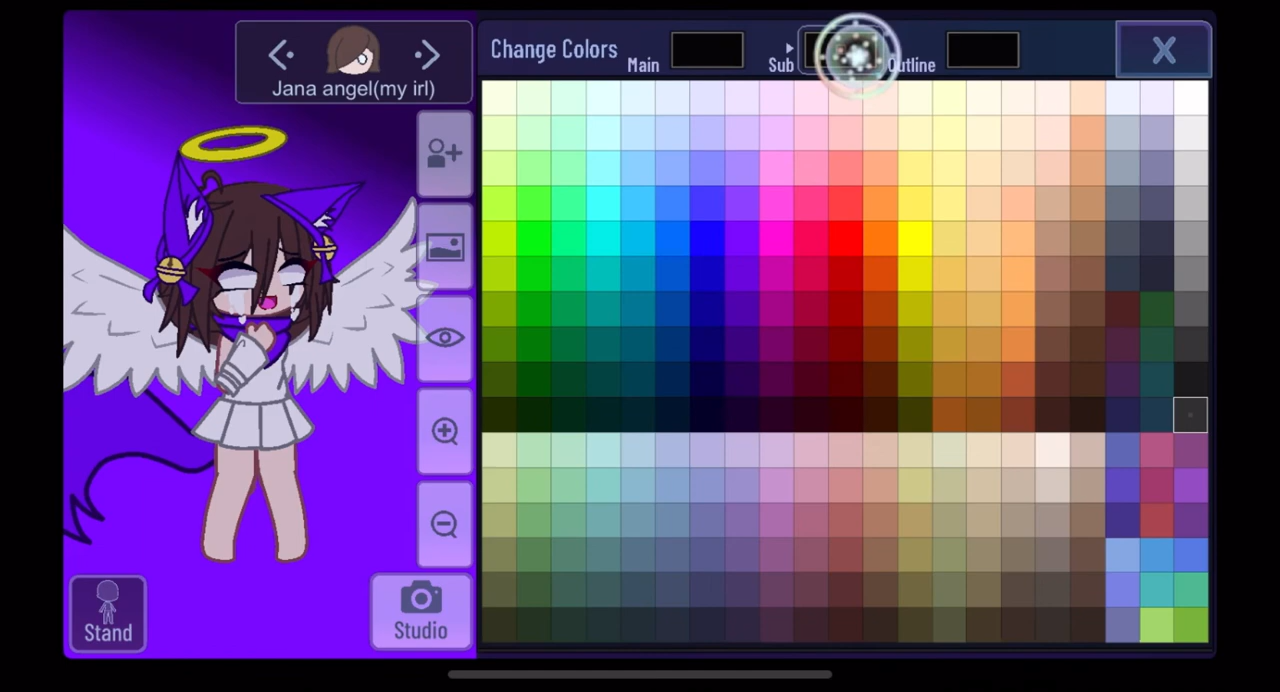 Jana angel(my irl)
Change Colors
Main
Sub
Outline
X
Stand
Studio